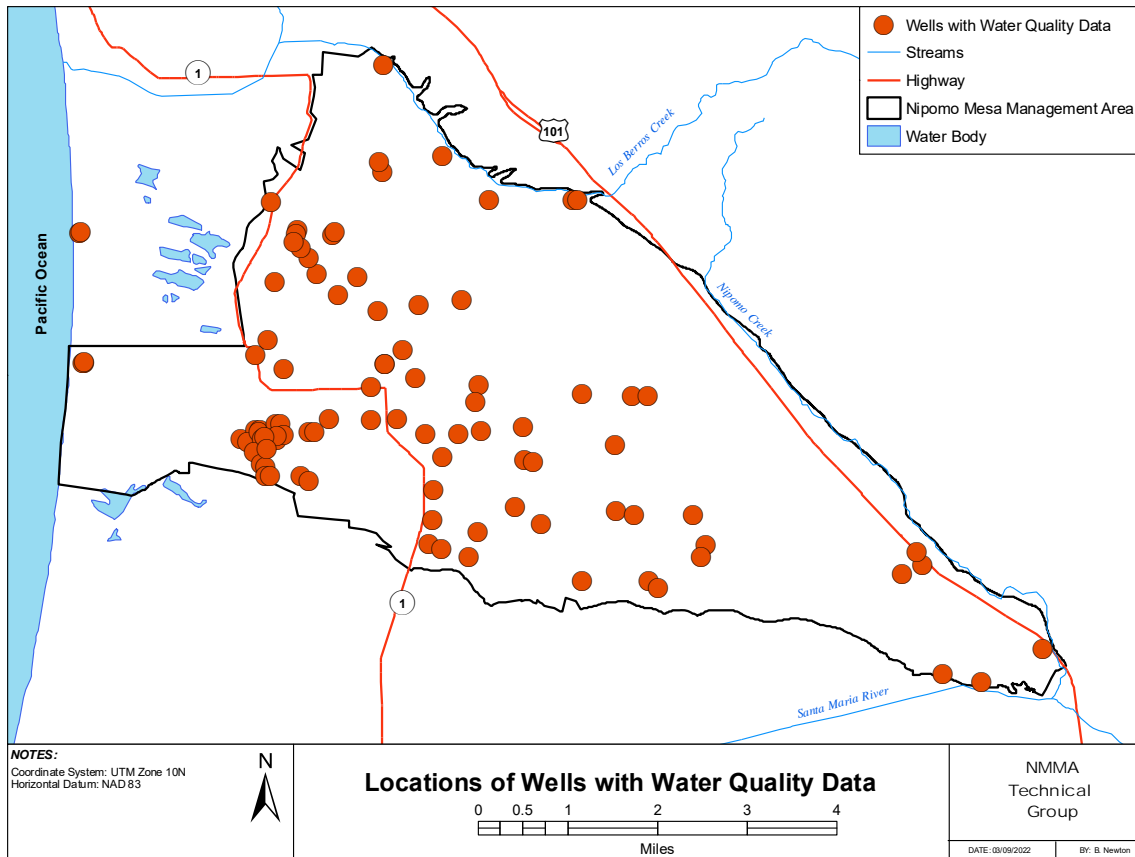 Wells with Water Quality Data
Streams
Highway
Nipomo Mesa Management Area
Water Body
1
101
Los Berros Creek
Pacific Ocean
Nipomo Creek
1
Santa Maria River
NOTES:
Coordinate System: UTM Zone 10N
Horizontal Datum: NAD 83
N
Locations of Wells with Water Quality Data
0 0.5 1 2 3 4
Miles
NMMA
Technical
Group
DATE: 03/09/2022 BY: B. Newton